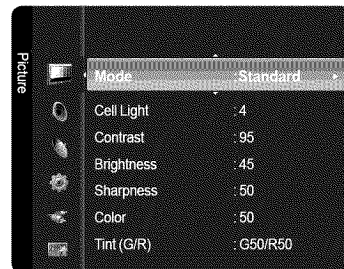 Picture
Mode :Standard
Cell Light :4
Contrast :95
Brightness :45
Sharpness :50
Color :50
Tint (G/R) :G50/R50